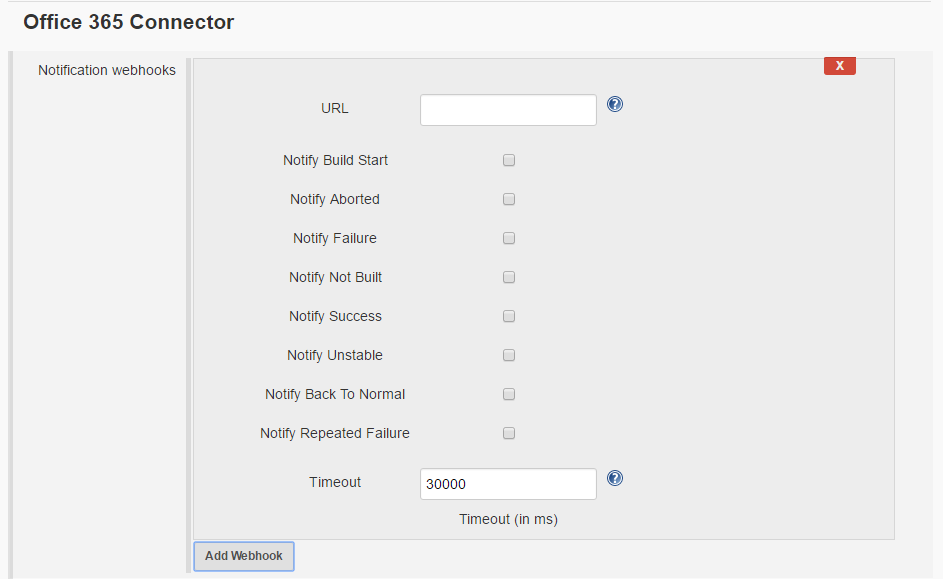 Office 365 Connector
Notification webhooks
X
URL
?
Notify Build Start
Notify Aborted
Notify Failure
Notify Not Built
Notify Success
Notify Unstable
Notify Back To Normal
Notify Repeated Failure
Timeout 30000 ?
Timeout (in ms)
Add Webhook